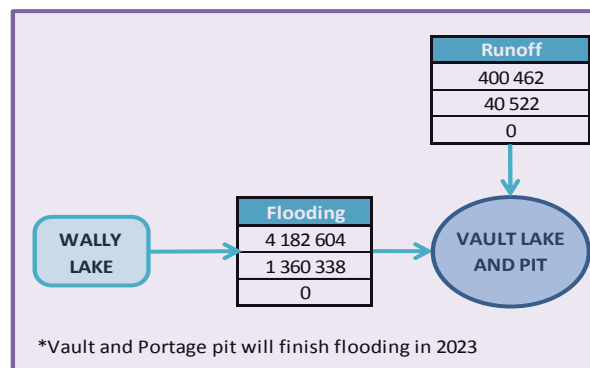 Runoff
400 462
40 522
0
Flooding
4 182 604
1 360 338
0
WALLY
LAKE
VAULT LAKE
AND PIT
*Vault and Portage pit will finish flooding in 2023